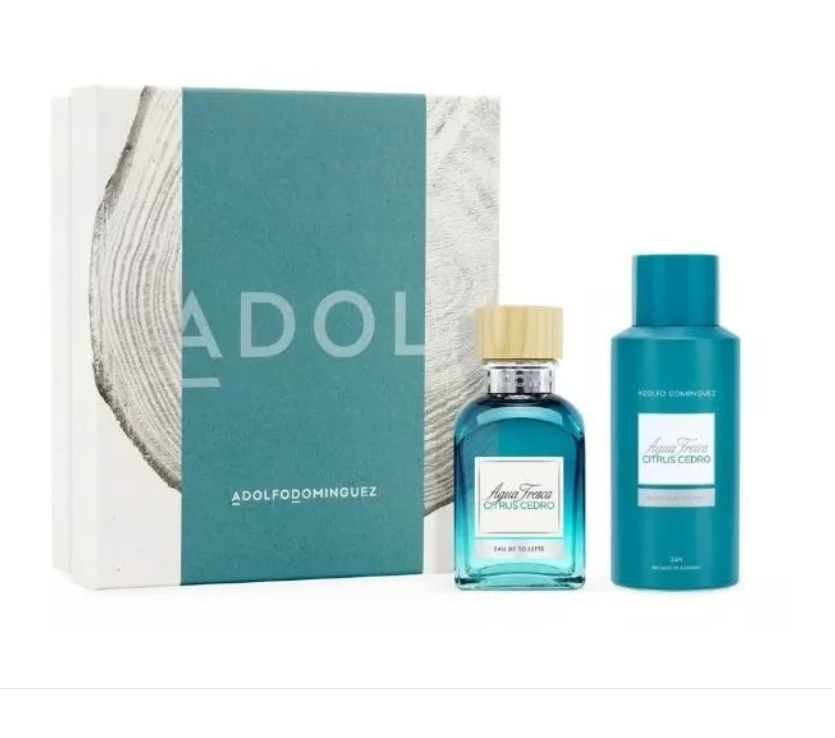 ADOL
ADOLFODOMINGUEZ
Agua Fresca
CITRUS CEDRO
EAU DE TOILETTE
ADOLFO DOMINGUEZ
Agua Fresca
CITRUS CEDRO
24H